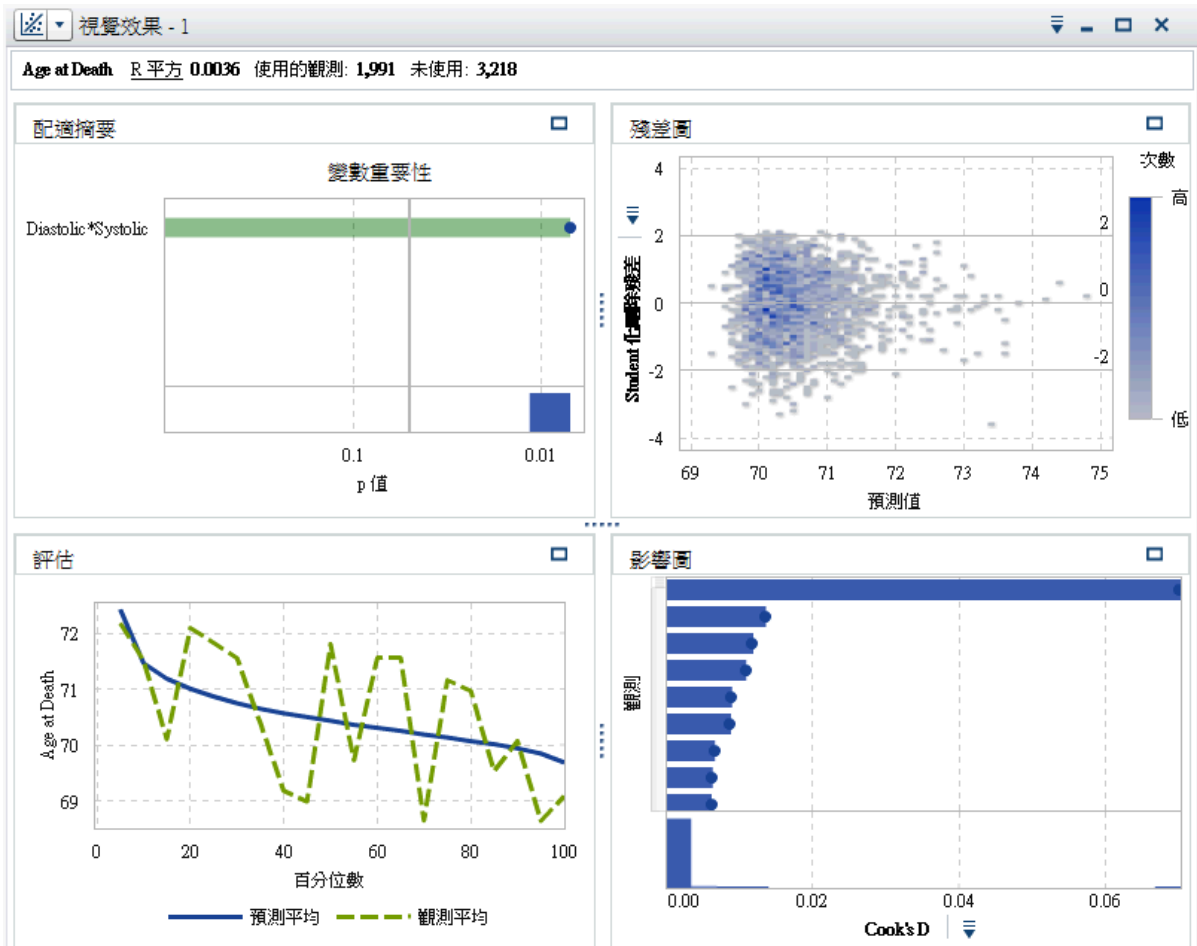 視覺效果 - 1
Age at Death R 平方 0.0036 使用的觀測: 1,991 未使用: 3,218
配適摘要
變數重要性
Diastolic*Systolic
0.1 0.01
p 值
殘差圖
次數
高
低
4
2
0
-2
-4
2
0
-2
69 70 71 72 73 74 75
預測值
評估
Age at Death
72
71
70
69
0 20 40 60 80 100
百分位數
預測平均 觀測平均
影響圖
觀測
0.00 0.02 0.04 0.06
Cook's D